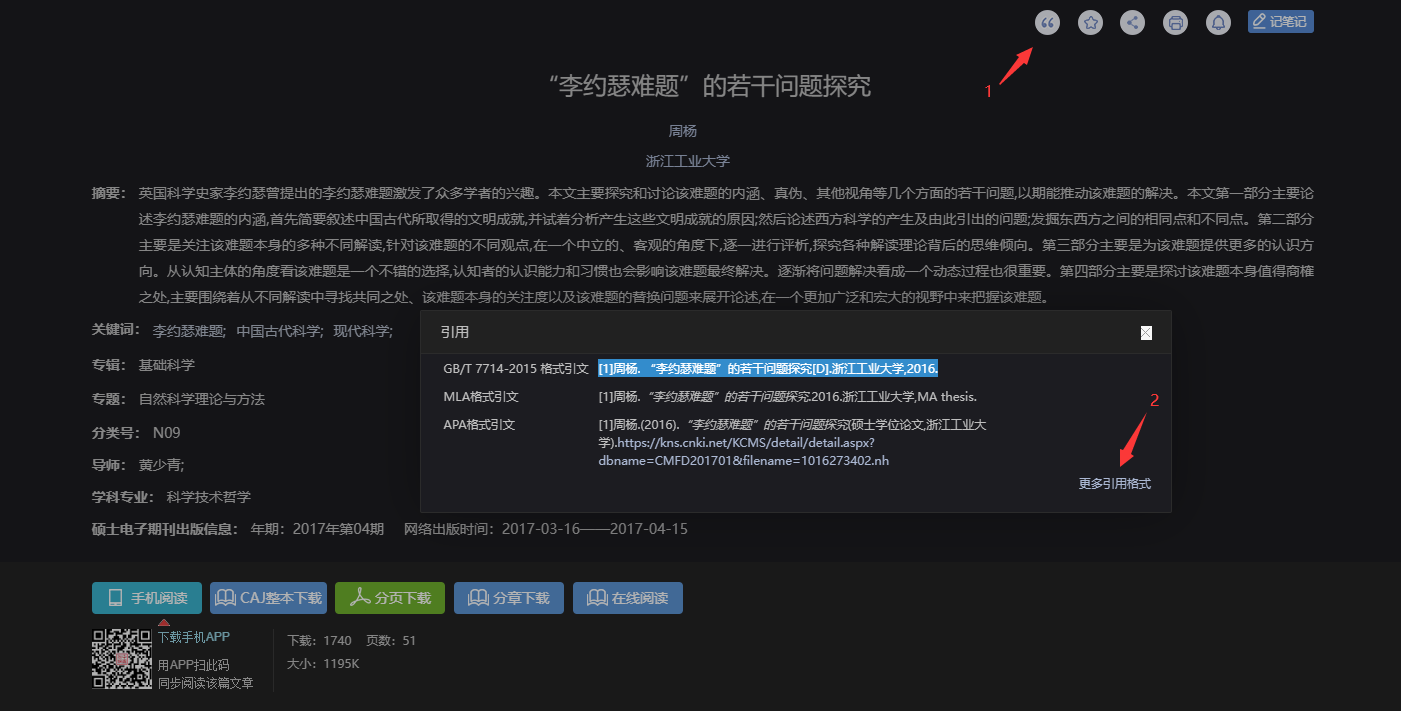 记笔记
1
“李约瑟难题”的若干问题探究
周杨
浙江工业大学
摘要： 英国科学史家李约瑟曾提出的李约瑟难题激发了众多学者的兴趣。本文主要探究和讨论该难题的内涵、真伪、其他视角等几个方面的若干问题,以期能推动该难题的解决。本文第一部分主要论
述李约瑟难题的内涵,首先简要叙述中国古代所取得的文明成就,并试着分析产生这些文明成就的原因;然后论述西方科学的产生及由此引出的问题;发掘东西方之间的相同点和不同点。第二部分
主要是关注该难题本身的多种不同解读,针对该难题的不同观点,在一个中立的、客观的角度下,逐一进行评析,探究各种解读理论背后的思维倾向。第三部分主要是为该难题提供更多的认识方
向。从认知主体的角度看该难题是一个不错的选择,认知者的认识能力和习惯也会影响该难题最终解决。逐渐将问题解决看成一个动态过程也很重要。第四部分主要是探讨该难题本身值得商榷
之处,主要围绕着从不同解读中寻找共同之处、该难题本身的关注度以及该难题的替换问题来展开论述,在一个更加广泛和宏大的视野中来把握该难题。
关键词： 李约瑟难题; 中国古代科学; 现代科学;
专辑： 基础科学
专题： 自然科学理论与方法
分类号： N09
导师： 黄少青;
学科专业： 科学技术哲学
硕士电子期刊出版信息： 年期：2017年第04期 网络出版时间：2017-03-16——2017-04-15
引用
GB/T 7714-2015 格式引文 [1]周杨. “李约瑟难题”的若干问题探究[D].浙江工业大学,2016.
MLA格式引文 [1]周杨.“李约瑟难题”的若干问题探究.2016.浙江工业大学,MA thesis.
APA格式引文 [1]周杨.(2016).“李约瑟难题”的若干问题探究(硕士学位论文,浙江工业大
学).https://kns.cnki.net/KCMS/detail/detail.aspx?
dbname=CMFD201701&filename=1016273402.nh
2
更多引用格式
手机阅读 CAJ整本下载 分页下载 分章下载 在线阅读
下载手机APP
用APP扫此码
同步阅读该篇文章
下载：1740 页数：51
大小：1195K